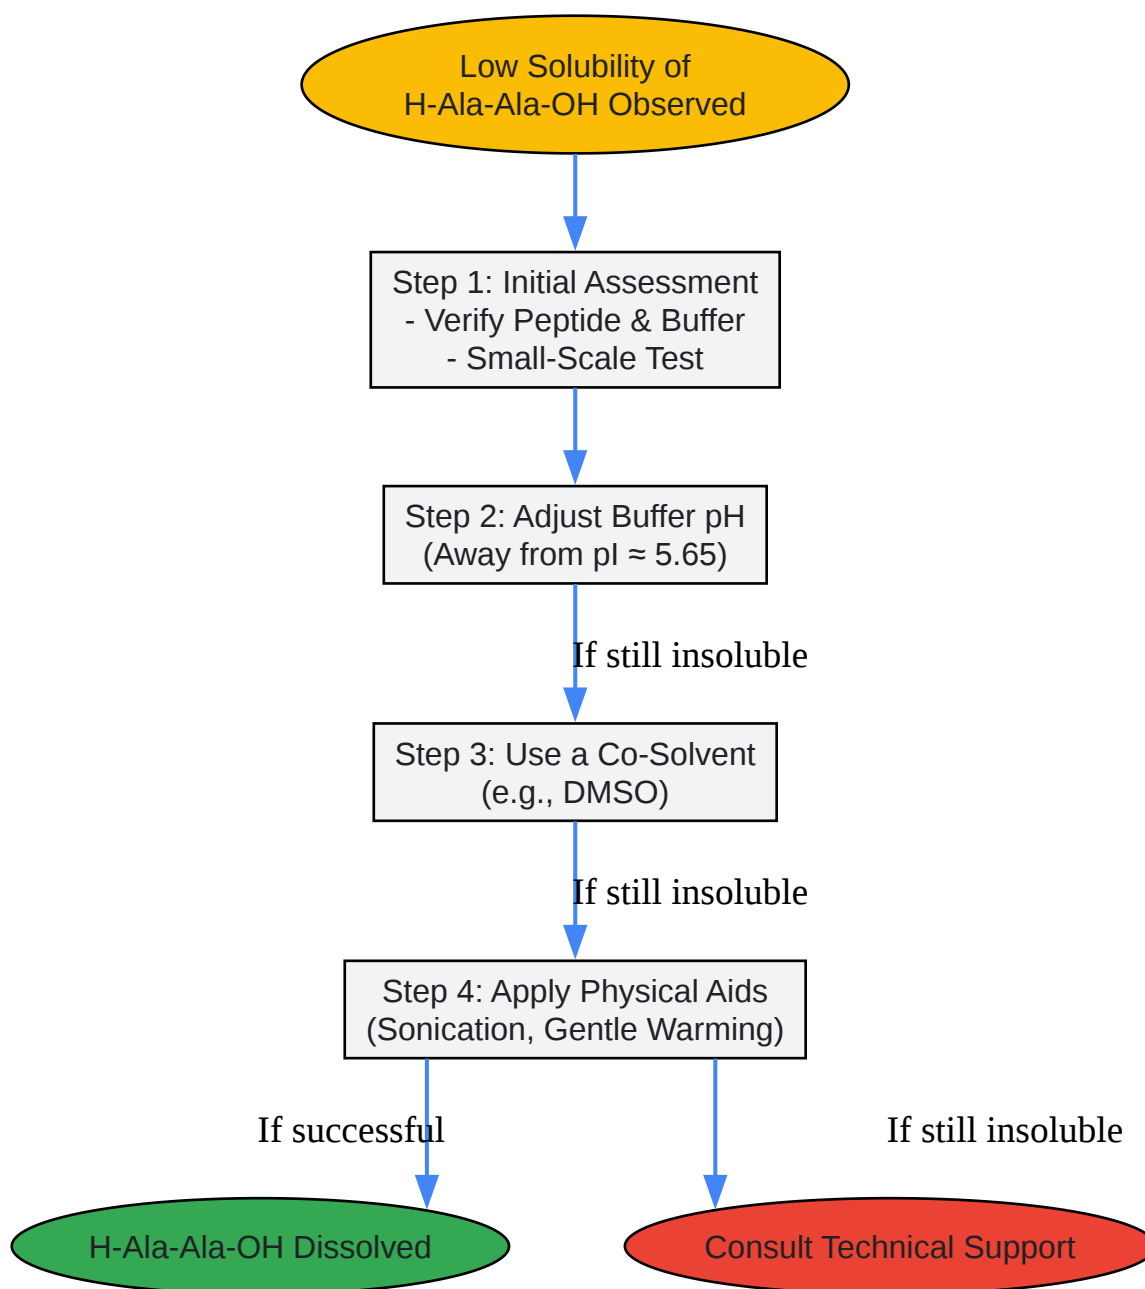 Low Solubility of
H-Ala-Ala-OH Observed
Step 1: Initial Assessment
- Verify Peptide & Buffer
- Small-Scale Test
Step 2: Adjust Buffer pH
(Away from pI ≈ 5.65)
If still insoluble
Step 3: Use a Co-Solvent
(e.g., DMSO)
If still insoluble
Step 4: Apply Physical Aids
(Sonication, Gentle Warming)
If successful
If still insoluble
H-Ala-Ala-OH Dissolved
Consult Technical Support